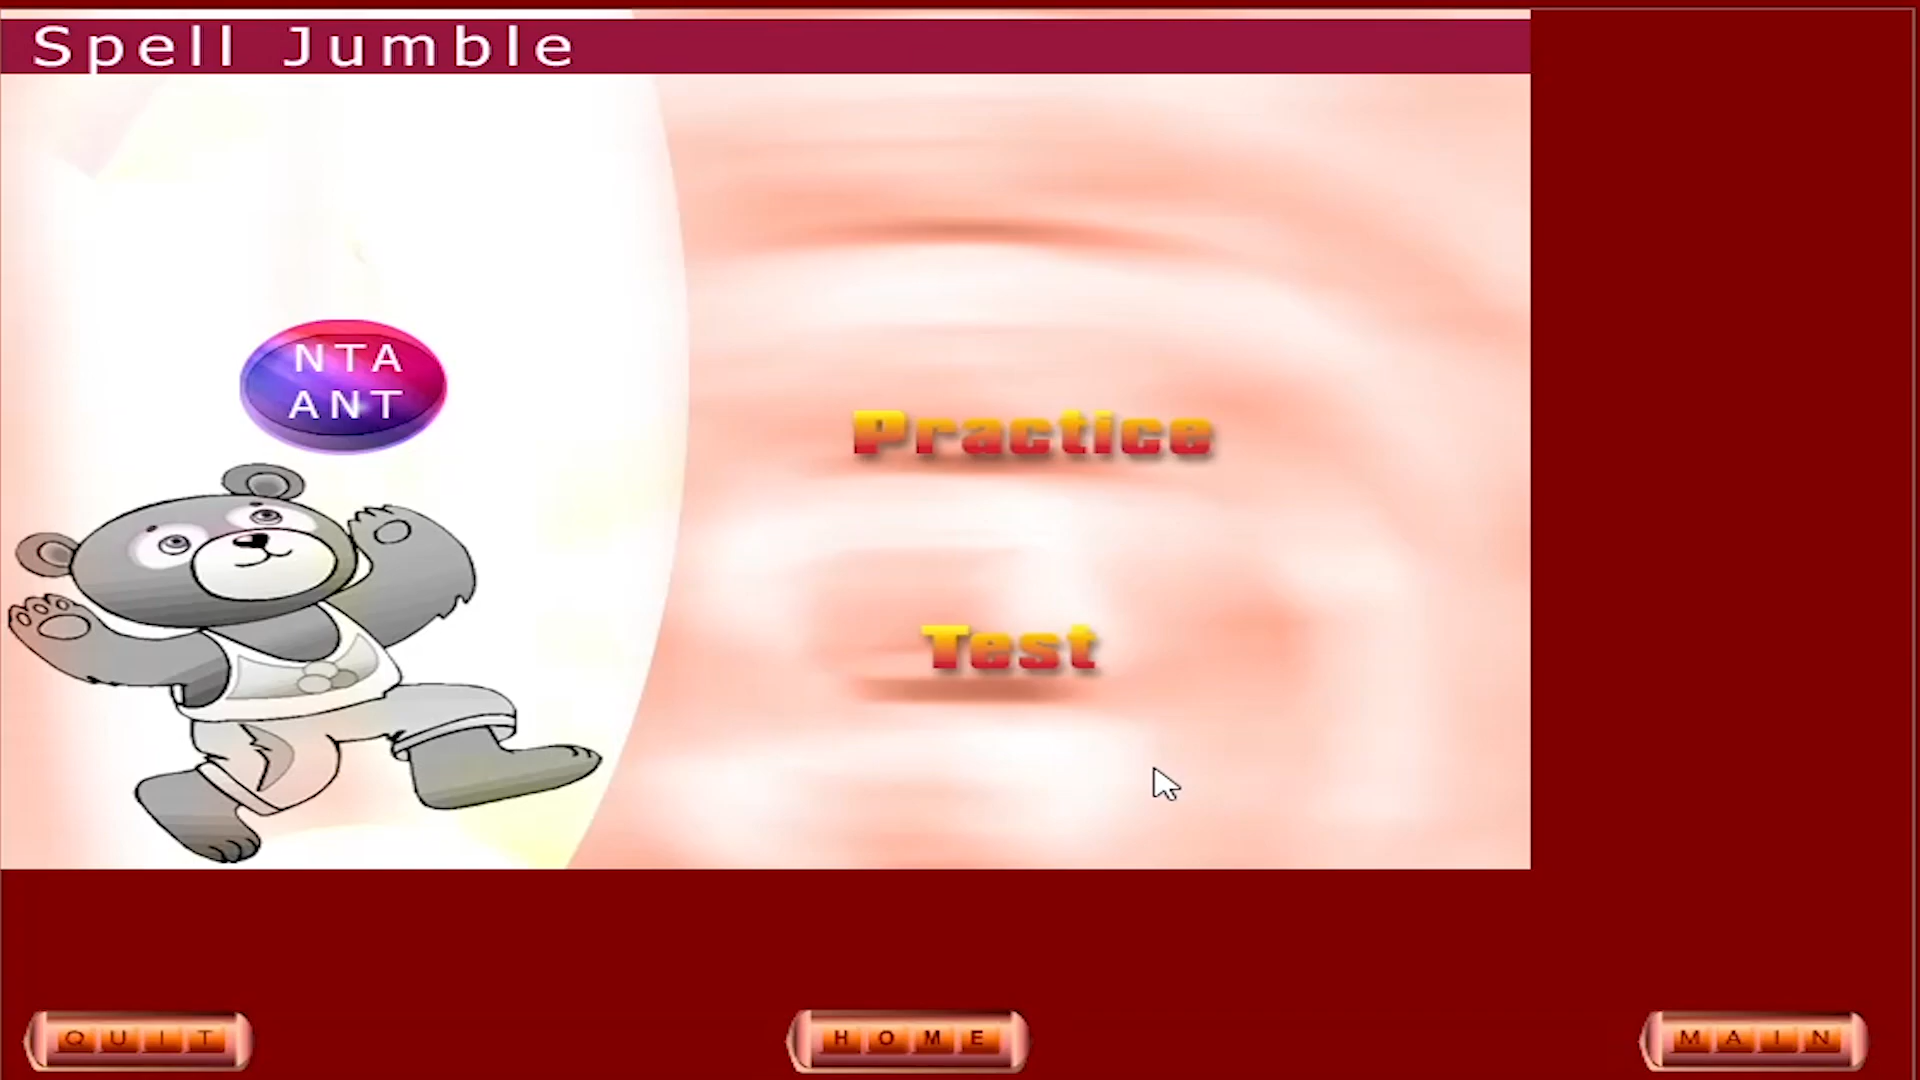 Spell Jumble
NTA
ANT
Practice
Test
QUIT
HOME
MAIN